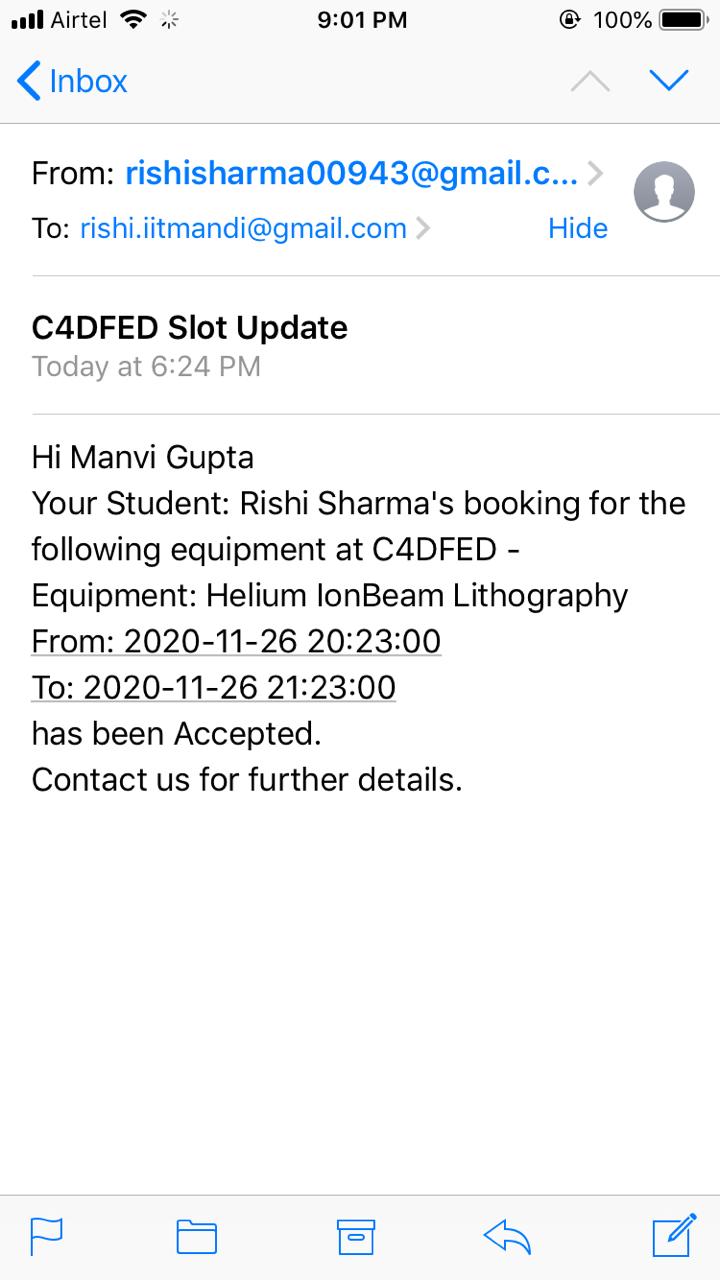 Airtel 9:01 PM 100%
Inbox
From: rishisharma00943@gmail.c...
To: rishi.iitmandi@gmail.com Hide
C4DFED Slot Update
Today at 6:24 PM
Hi Manvi Gupta
Your Student: Rishi Sharma's booking for the
following equipment at C4DFED -
Equipment: Helium IonBeam Lithography
From: 2020-11-26 20:23:00
To: 2020-11-26 21:23:00
has been Accepted.
Contact us for further details.